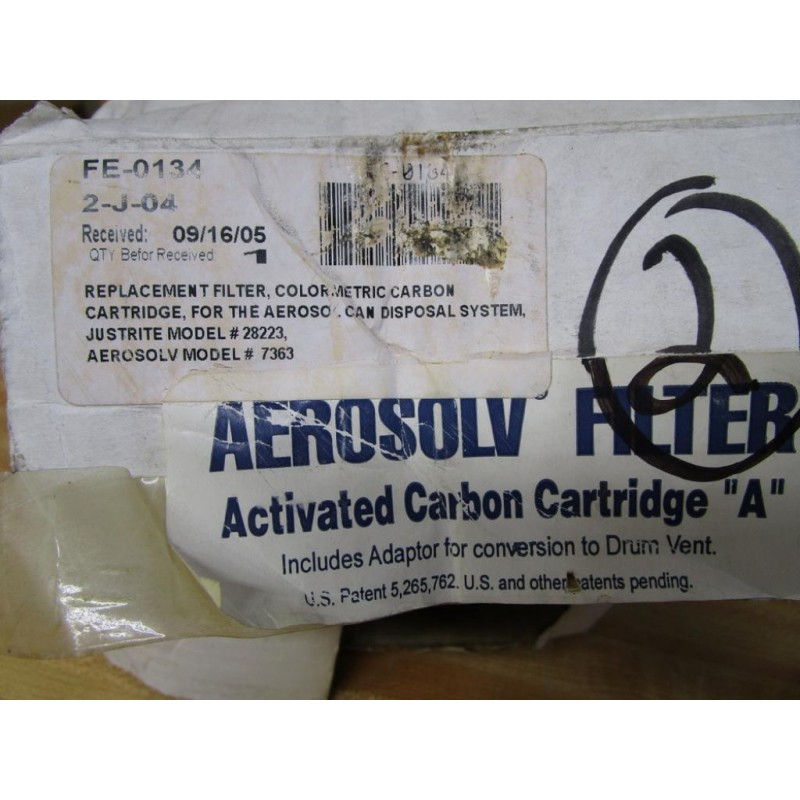 FE-0134
-0134
2-J-04
Received: 09/16/05
QTY Befor Received 1
REPLACEMENT FILTER, COLORMETRIC CARBON
CARTRIDGE, FOR THE AEROSOL CAN DISPOSAL SYSTEM,
JUSTRITE MODEL # 28223,
AEROSOLV MODEL # 7363
2
AEROSOLV FILTER
Activated Carbon Cartridge "A"
Includes Adaptor for conversion to Drum Vent.
U.S. Patent 5,265,762. U.S. and other patents pending.